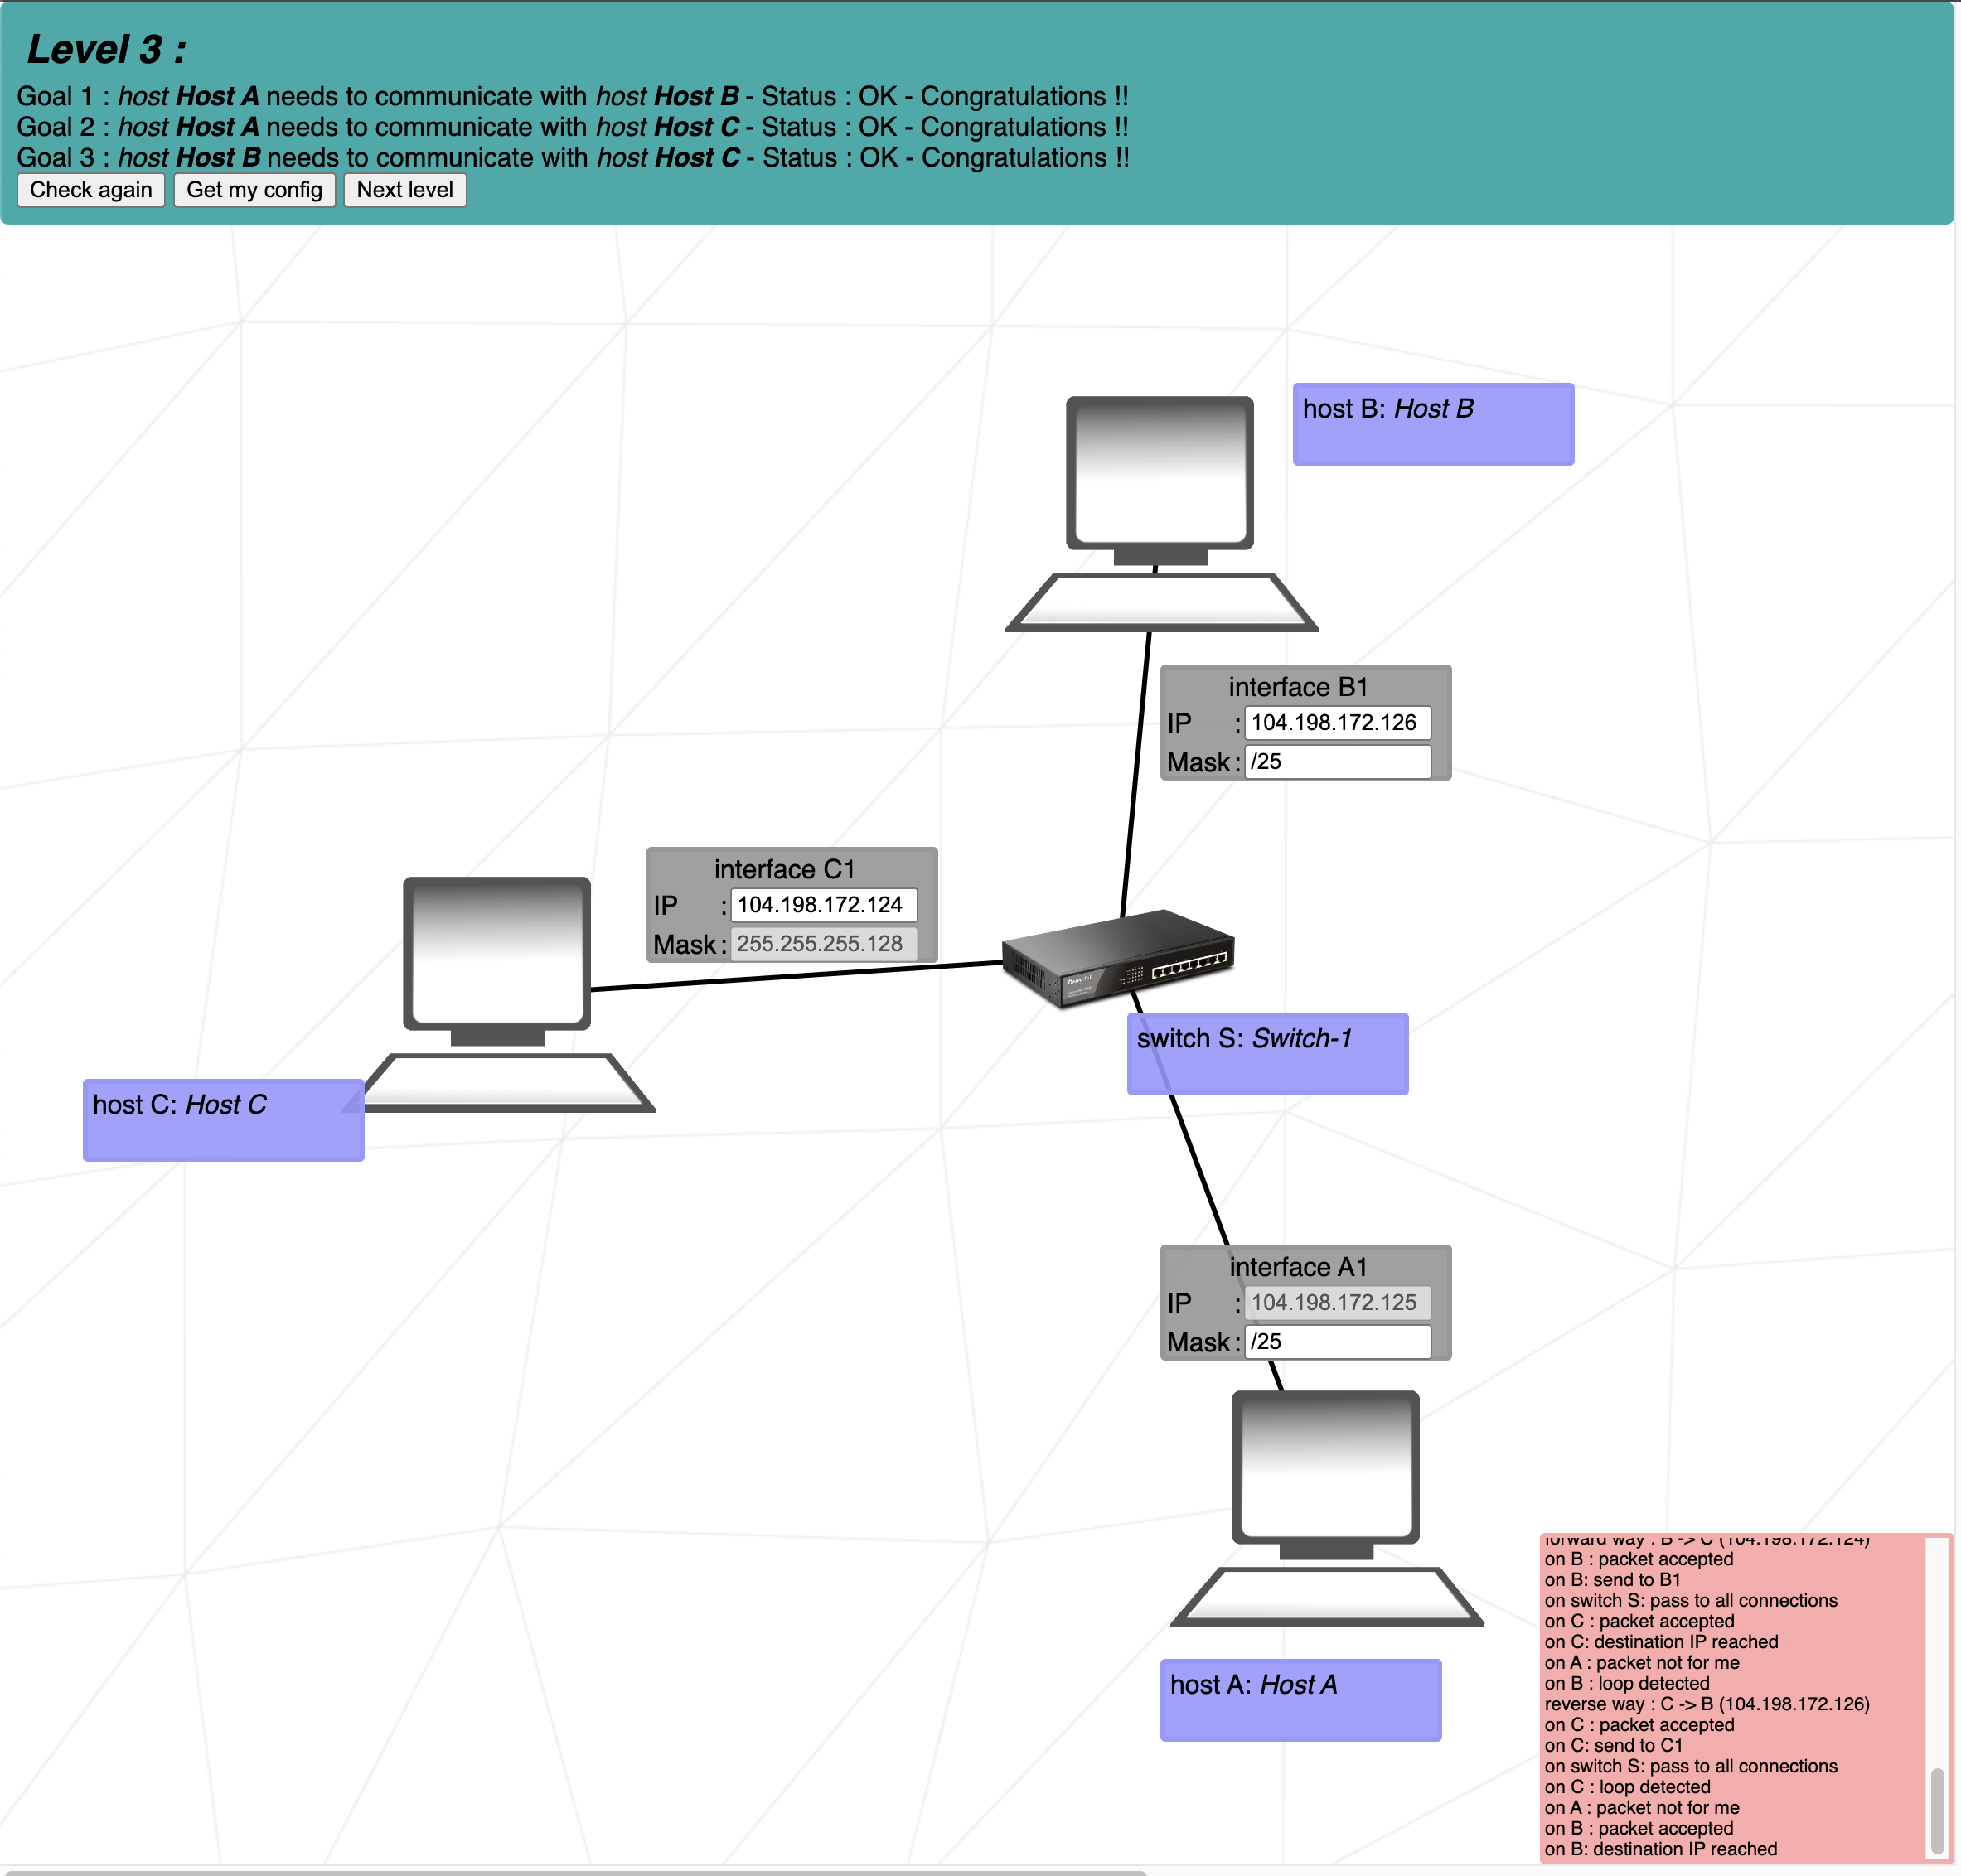 Level 3 :
Goal 1 : host Host A needs to communicate with host Host B - Status : OK - Congratulations !!
Goal 2 : host Host A needs to communicate with host Host C - Status : OK - Congratulations !!
Goal 3 : host Host B needs to communicate with host Host C - Status : OK - Congratulations !!
Check again Get my config Next level
host B: Host B
interface B1
IP : 104.198.172.126
Mask : /25
interface C1
IP : 104.198.172.124
Mask : 255.255.255.128
switch S: Switch-1
host C: Host C
interface A1
IP : 104.198.172.125
Mask : /25
host A: Host A
forward way : B -> C (104.198.172.124)
on B : packet accepted
on B: send to B1
on switch S: pass to all connections
on C : packet accepted
on C: destination IP reached
on A : packet not for me
on B : loop detected
reverse way : C -> B (104.198.172.126)
on C : packet accepted
on C: send to C1
on switch S: pass to all connections
on C : loop detected
on A : packet not for me
on B : packet accepted
on B: destination IP reached